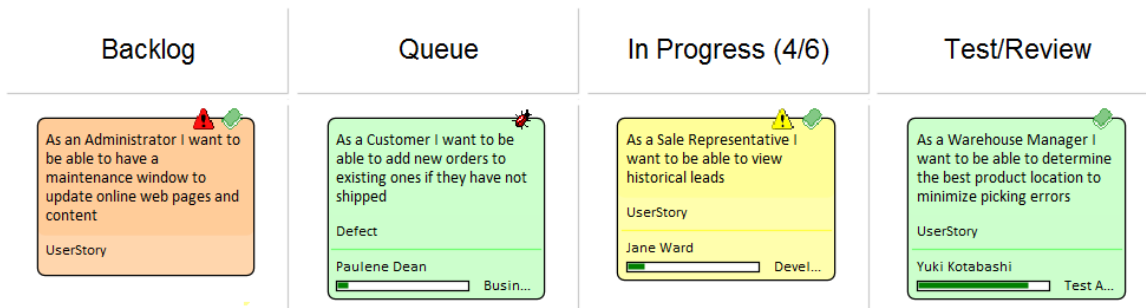 Backlog
Queue
In Progress (4/6)
Test/Review
As an Administrator I want to
be able to have a
maintenance window to
update online web pages and
content
UserStory
As a Customer I want to be
able to add new orders to
existing ones if they have not
shipped
Defect
Paulene Dean
Busin...
As a Sale Representative I
want to be able to view
historical leads
UserStory
Jane Ward
Devel...
As a Warehouse Manager I
want to be able to determine
the best product location to
minimize picking errors
UserStory
Yuki Kotabashi
Test A...